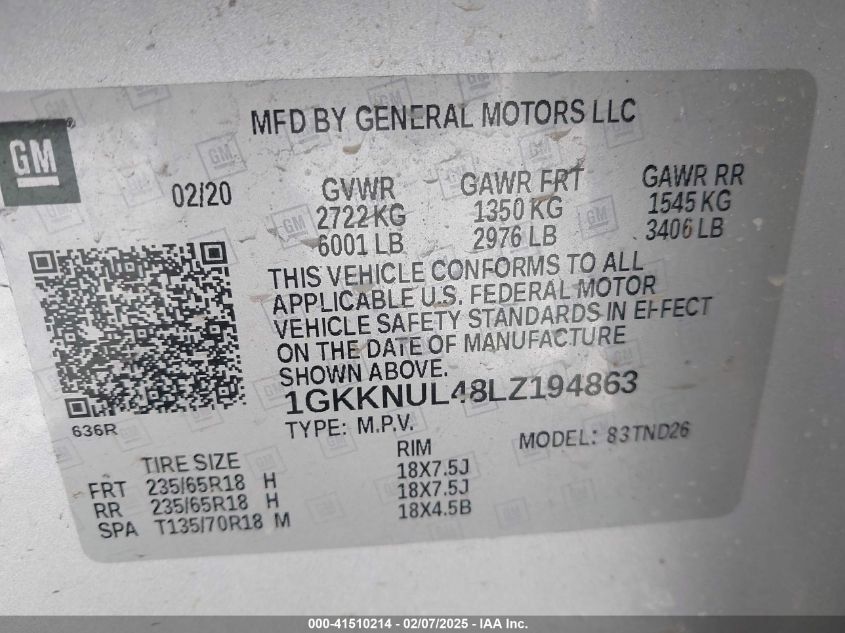 GM
MFD BY GENERAL MOTORS LLC
02/20
GVWR
2722 KG
6001 LB
GAWR FRT
1350 KG
2976 LB
GAWR RR
1545 KG
3406 LB
THIS VEHICLE CONFORMS TO ALL
APPLICABLE U.S. FEDERAL MOTOR
VEHICLE SAFETY STANDARDS IN EFFECT
ON THE DATE OF MANUFACTURE
SHOWN ABOVE.
1GKKNUL48LZ194863
636R
TYPE: M.P.V.
MODEL: 83TND26
TIRE SIZE RIM
FRT 235/65R18 H 18X7.5J
RR 235/65R18 H 18X7.5J
SPA T135/70R18 M 18X4.5B
000-41510214 - 02/07/2025 - IAA Inc.